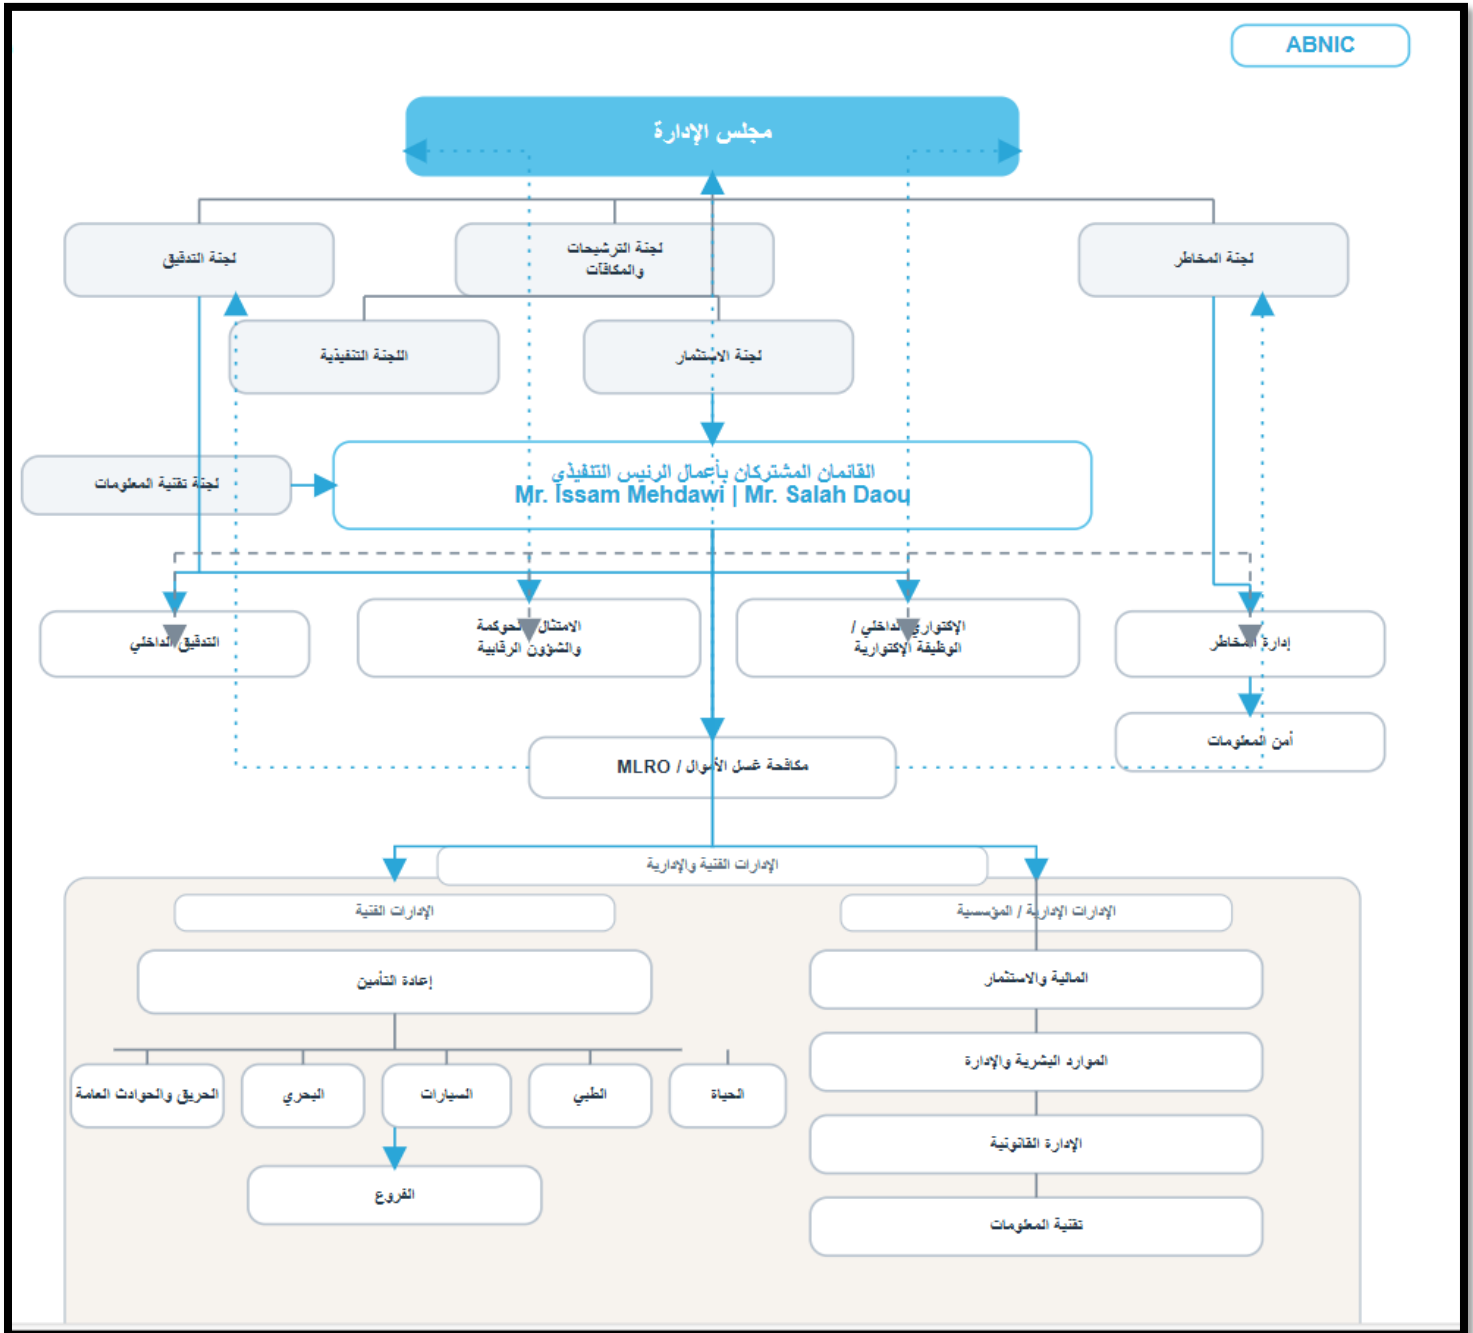 ABNIC
مجلس الإدارة
لجنة المخاطر
لجنة الترشيحات
والمكافآت
لجنة التدقيق
لجنة الاستثمار
اللجنة التنفيذية
القائمان المشتركان بأعمال الرئيس التنفيذي
Mr. Issam Mehdawi | Mr. Salah Daou
لجنة تقنية المعلومات
إدارة المخاطر
الإكتواري الداخلي /
الوظيفة الإكتوارية
الامتثال والحوكمة
والشؤون الرقابية
التدقيق الداخلي
أمن المعلومات
مكافحة غسل الأموال / MLRO
الإدارات الفنية والإدارية
الإدارات الإدارية / المؤسسية
الإدارات الفنية
المالية والاستثمار
إعادة التأمين
الموارد البشرية والإدارة
الحياة
الطبي
السيارات
البحري
الحريق والحوادث العامة
الإدارة القانونية
الفروع
تقنية المعلومات